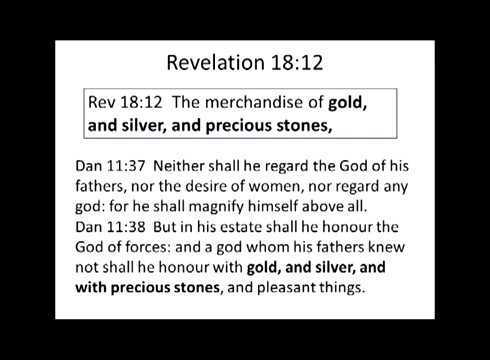 Revelation 18:12
Rev 18:12  The merchandise of gold,
and silver, and precious stones,
Dan 11:37  Neither shall he regard the God of his
fathers, nor the desire of women, nor regard any
god: for he shall magnify himself above all.
Dan 11:38  But in his estate shall he honour the
God of forces: and a god whom his fathers knew
not shall he honour with gold, and silver, and
with precious stones, and pleasant things.